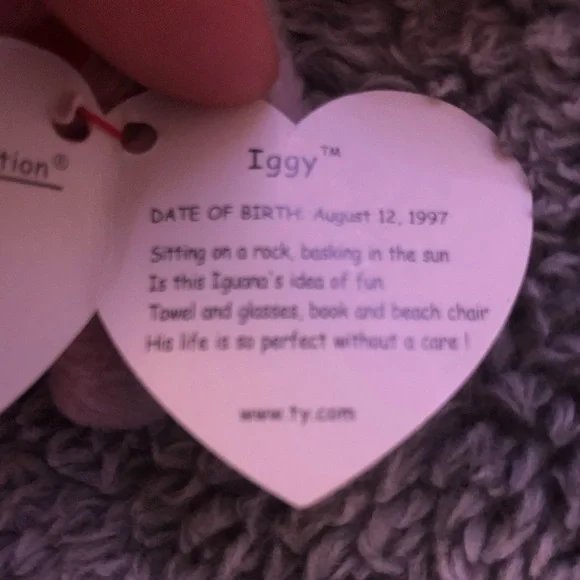 tion®
Iggy™
DATE OF BIRTH: August 12, 1997
Sitting on a rock, basking in the sun
Is this Iguana's idea of fun
Towel and glasses, book and beach chair
His life is so perfect without a care !
www.ty.com